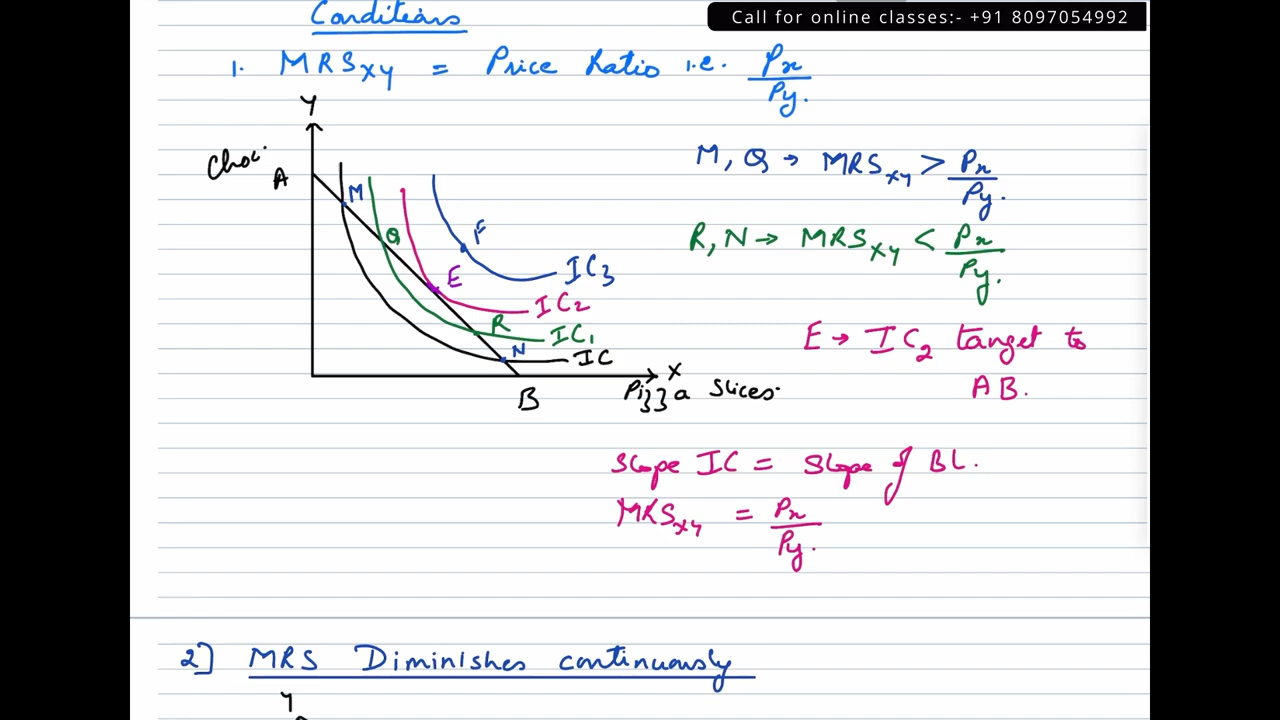 Conditions
Call for online classes:- +91 8097054992
1. MRSxy = Price Ratio i.e. Px/Py.
Y
Choc.
A
M
Q
E
F
R
N
IC3
IC2
IC1
IC
X
B
Pizza Slices.
M, Q → MRSxy > Px/Py.
R, N → MRSxy < Px/Py.
E → IC2 tanget to
AB.
Slope IC = Slope of BL.
MRSxy = Px/Py.
2] MRS Diminishes continuously
Y